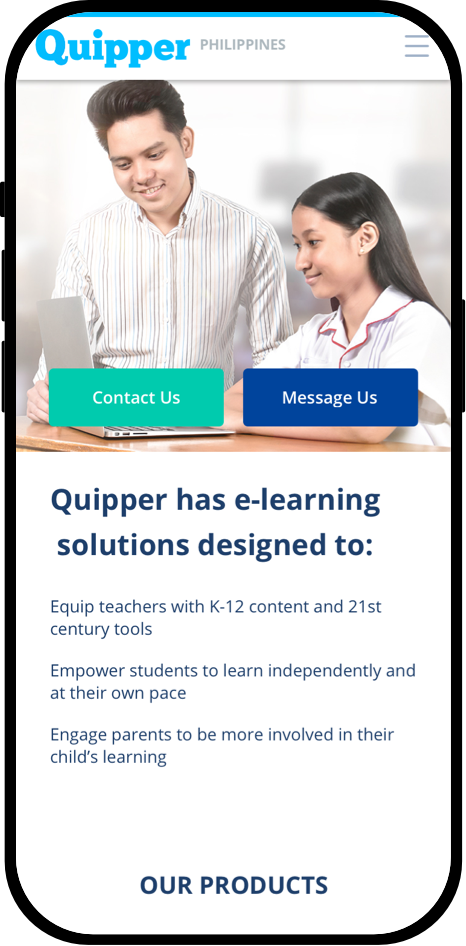 Quipper PHILIPPINES
Contact Us
Message Us
Quipper has e-learning
solutions designed to:
Equip teachers with K-12 content and 21st
century tools
Empower students to learn independently and
at their own pace
Engage parents to be more involved in their
child’s learning
OUR PRODUCTS